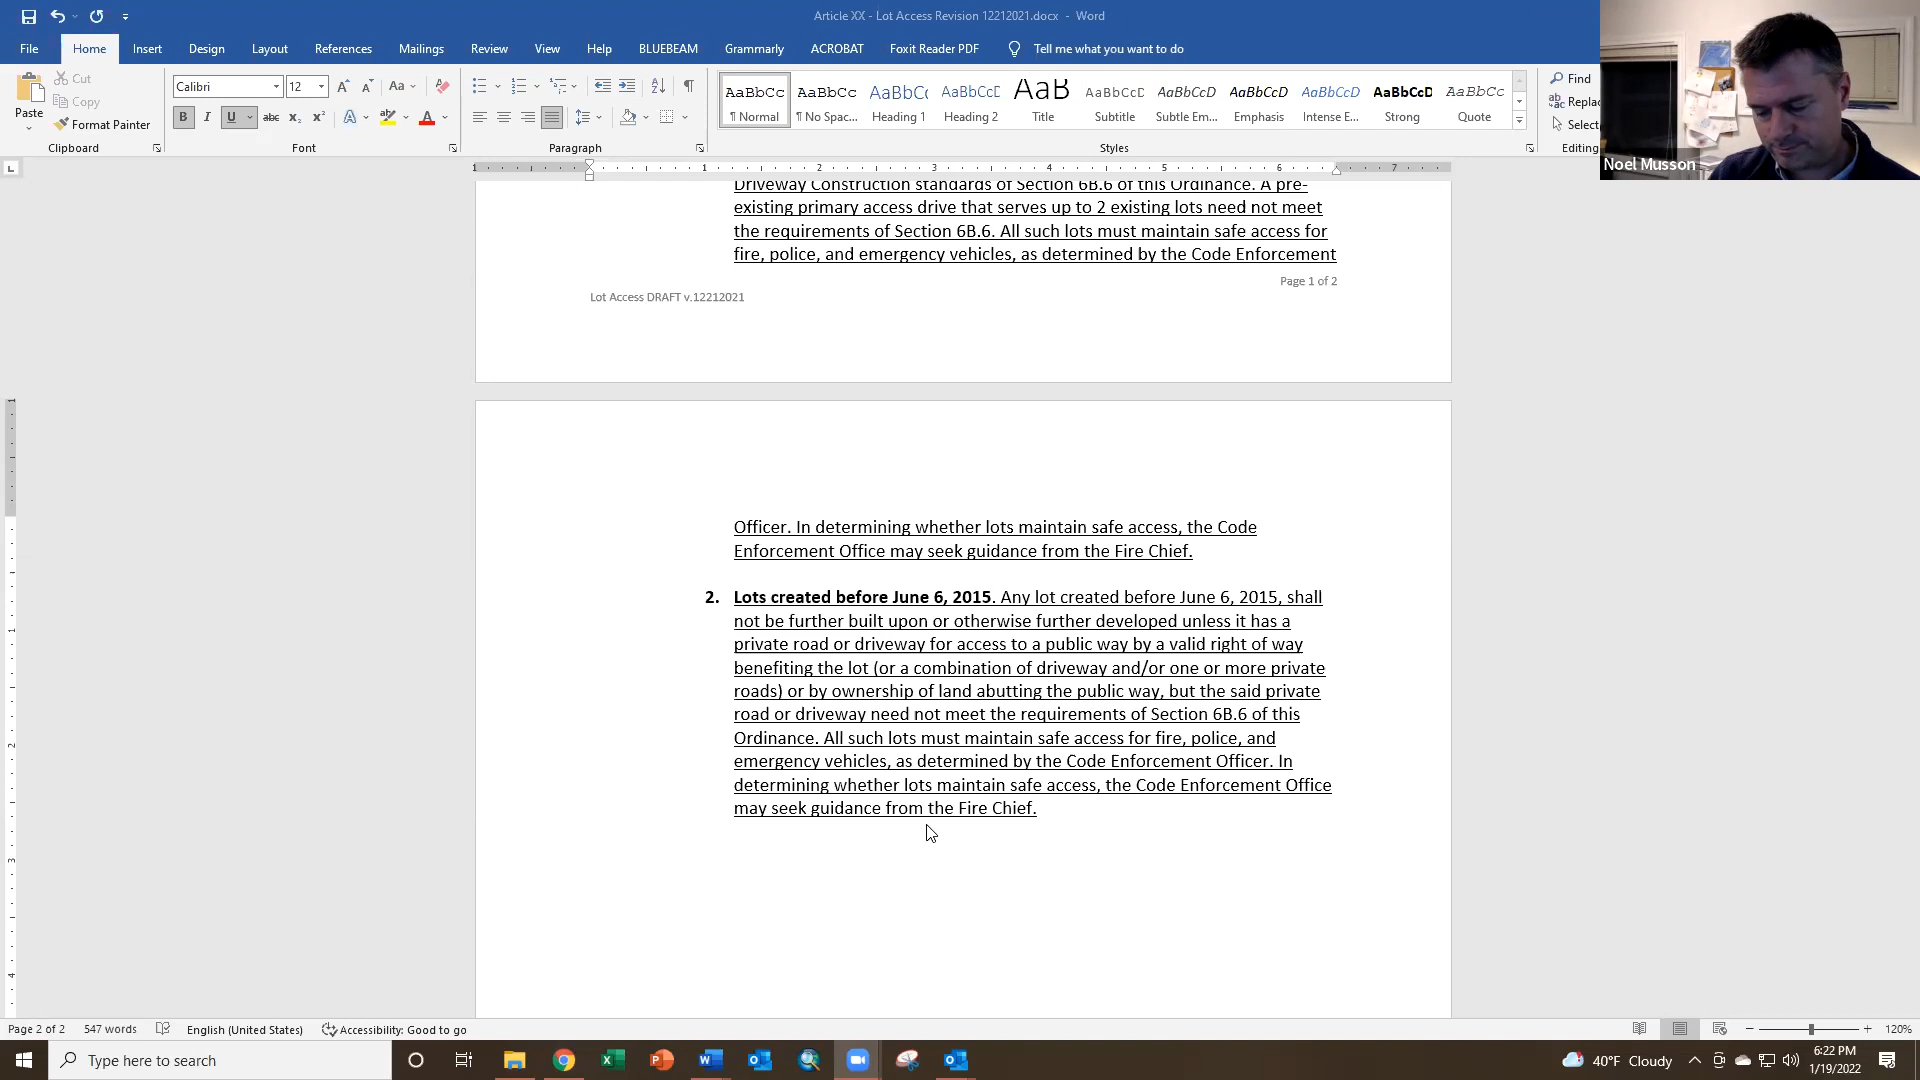 Article XX - Lot Access Revision 12212021.docx - Word
File Home Insert Design Layout References Mailings Review View Help BLUEBEAM Grammarly ACROBAT Foxit Reader PDF Tell me what you want to do
Paste
Cut
Copy
Format Painter
Clipboard
Calibri 12
Font
Paragraph
AaBbCc AaBbCc AaBbC AaBbCcD AaB AaBbCcD AaBbCcD AaBbCcD AaBbCcD AaBbCcD AaBbCc
¶ Normal ¶ No Spac... Heading 1 Heading 2 Title Subtitle Subtle Em... Emphasis Intense E... Strong Quote
Styles
Find
Replac
Select
Editing
Noel Musson
Driveway Construction standards of Section 6B.6 of this Ordinance. A pre-
existing primary access drive that serves up to 2 existing lots need not meet
the requirements of Section 6B.6. All such lots must maintain safe access for
fire, police, and emergency vehicles, as determined by the Code Enforcement
Page 1 of 2
Lot Access DRAFT v.12212021
Officer. In determining whether lots maintain safe access, the Code
Enforcement Office may seek guidance from the Fire Chief.
2. Lots created before June 6, 2015. Any lot created before June 6, 2015, shall
not be further built upon or otherwise further developed unless it has a
private road or driveway for access to a public way by a valid right of way
benefiting the lot (or a combination of driveway and/or one or more private
roads) or by ownership of land abutting the public way, but the said private
road or driveway need not meet the requirements of Section 6B.6 of this
Ordinance. All such lots must maintain safe access for fire, police, and
emergency vehicles, as determined by the Code Enforcement Officer. In
determining whether lots maintain safe access, the Code Enforcement Office
may seek guidance from the Fire Chief.
Page 2 of 2 547 words English (United States) Accessibility: Good to go 120%
Type here to search
40°F Cloudy
6:22 PM
1/19/2022